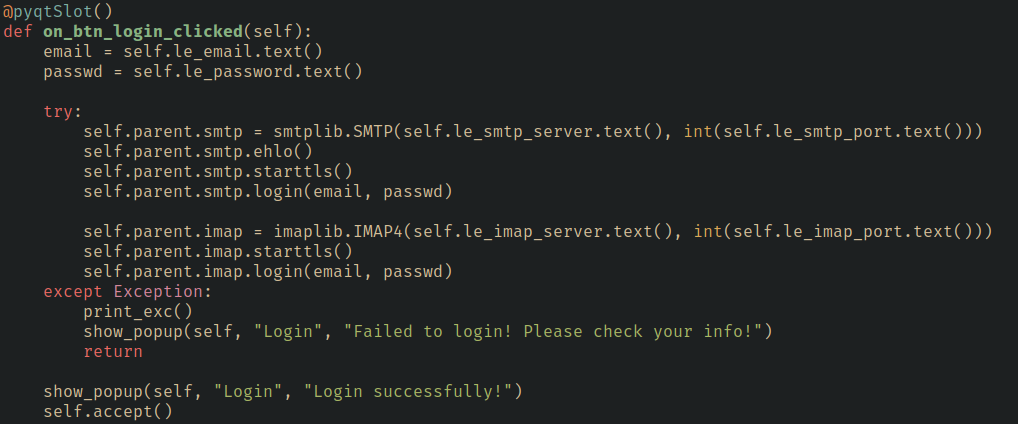 @pyqtSlot()
def on_btn_login_clicked(self):
    email = self.le_email.text()
    passwd = self.le_password.text()

    try:
        self.parent.smtp = smtplib.SMTP(self.le_smtp_server.text(), int(self.le_smtp_port.text()))
        self.parent.smtp.ehlo()
        self.parent.smtp.starttls()
        self.parent.smtp.login(email, passwd)

        self.parent.imap = imaplib.IMAP4(self.le_imap_server.text(), int(self.le_imap_port.text()))
        self.parent.imap.starttls()
        self.parent.imap.login(email, passwd)
    except Exception:
        print_exc()
        show_popup(self, "Login", "Failed to login! Please check your info!")
        return

    show_popup(self, "Login", "Login successfully!")
    self.accept()